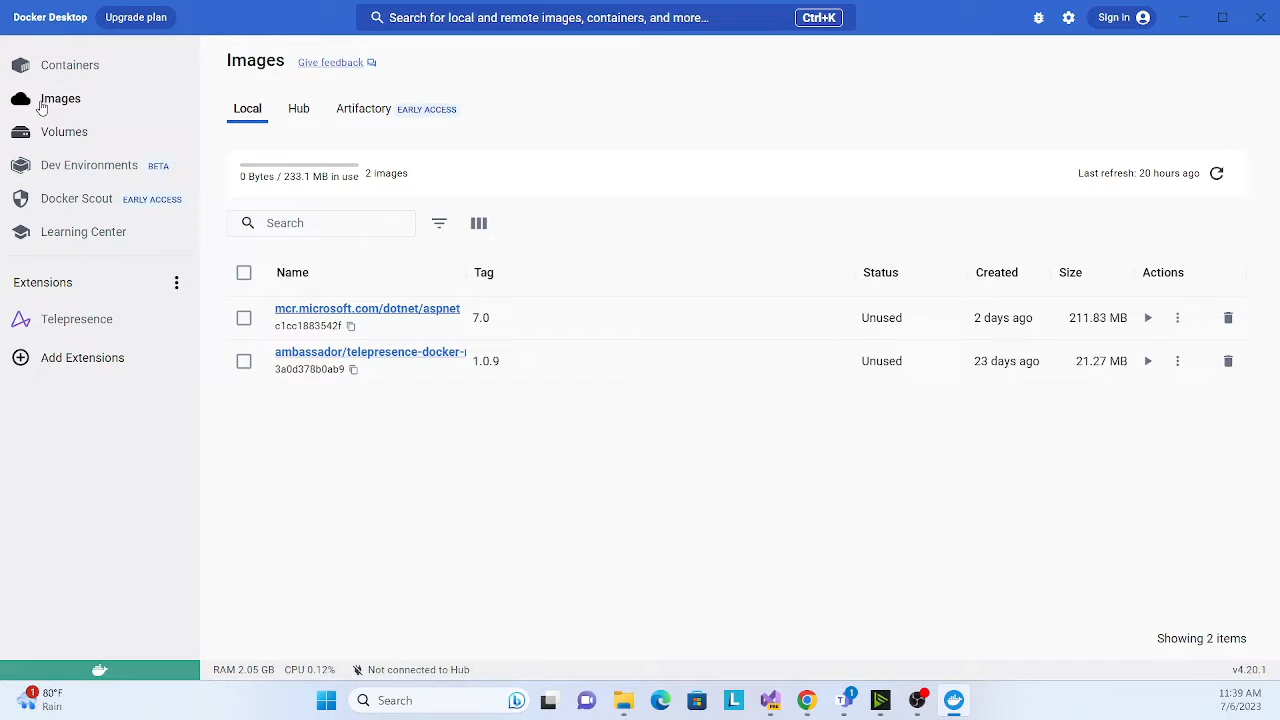 Docker Desktop Upgrade plan Search for local and remote images, containers, and more... Ctrl+K Sign in
Containers
Images
Volumes
Dev Environments BETA
Docker Scout EARLY ACCESS
Learning Center
Extensions
Telepresence
Add Extensions
Images Give feedback
Local Hub Artifactory EARLY ACCESS
0 Bytes / 233.1 MB in use 2 images Last refresh: 20 hours ago
Search
Name Tag Status Created Size Actions
mcr.microsoft.com/dotnet/aspnet
c1cc1883542f 7.0 Unused 2 days ago 211.83 MB
ambassador/telepresence-docker-
3a0d378b0ab9 1.0.9 Unused 23 days ago 21.27 MB
Showing 2 items
RAM 2.05 GB CPU 0.12% Not connected to Hub v4.20.1
1 80°F
Rain
Search
1
11:39 AM
7/6/2023